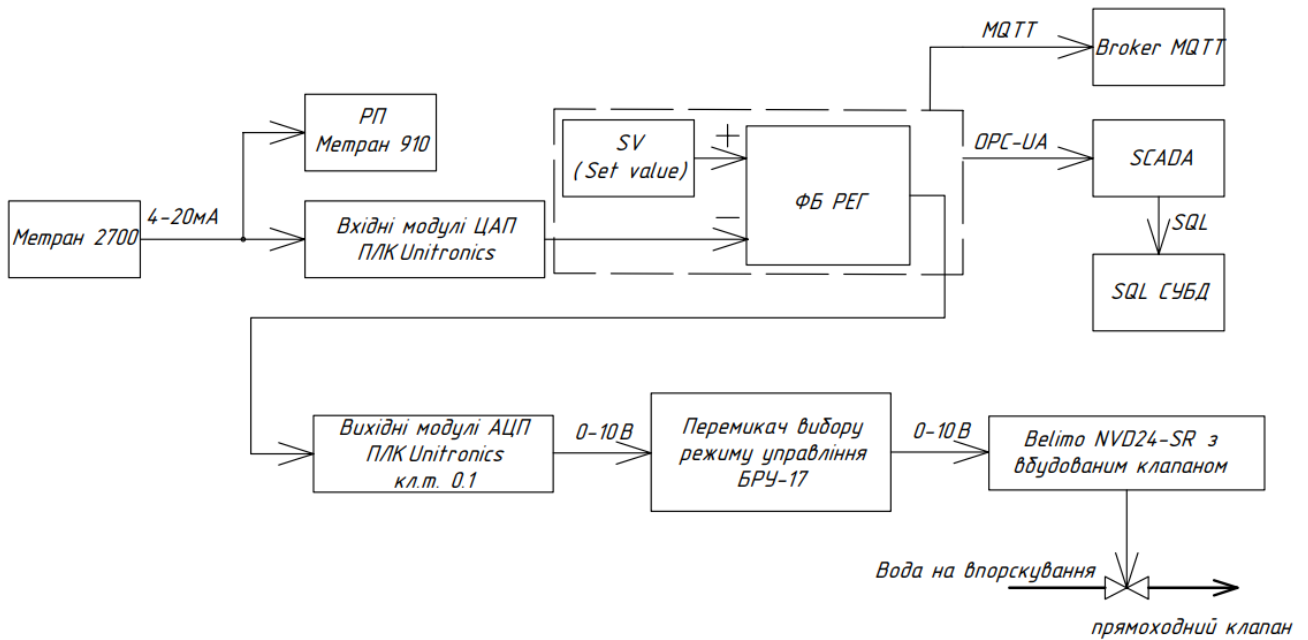 MQTT
Broker MQTT
РП
Метран 910
SV
(Set value)
+
ФБ РЕГ
OPC-UA
SCADA
Метран 2700
4-20мА
Вхідні модулі ЦАП
ПЛК Unitronics
−
SQL
SQL СУБД
Вихідні модулі АЦП
ПЛК Unitronics
кл.т. 0.1
0-10В
Перемикач вибору
режиму управління
БРУ-17
0-10В
Belimo NVD24-SR з
вбудованим клапаном
Вода на впорскування
прямоходний клапан